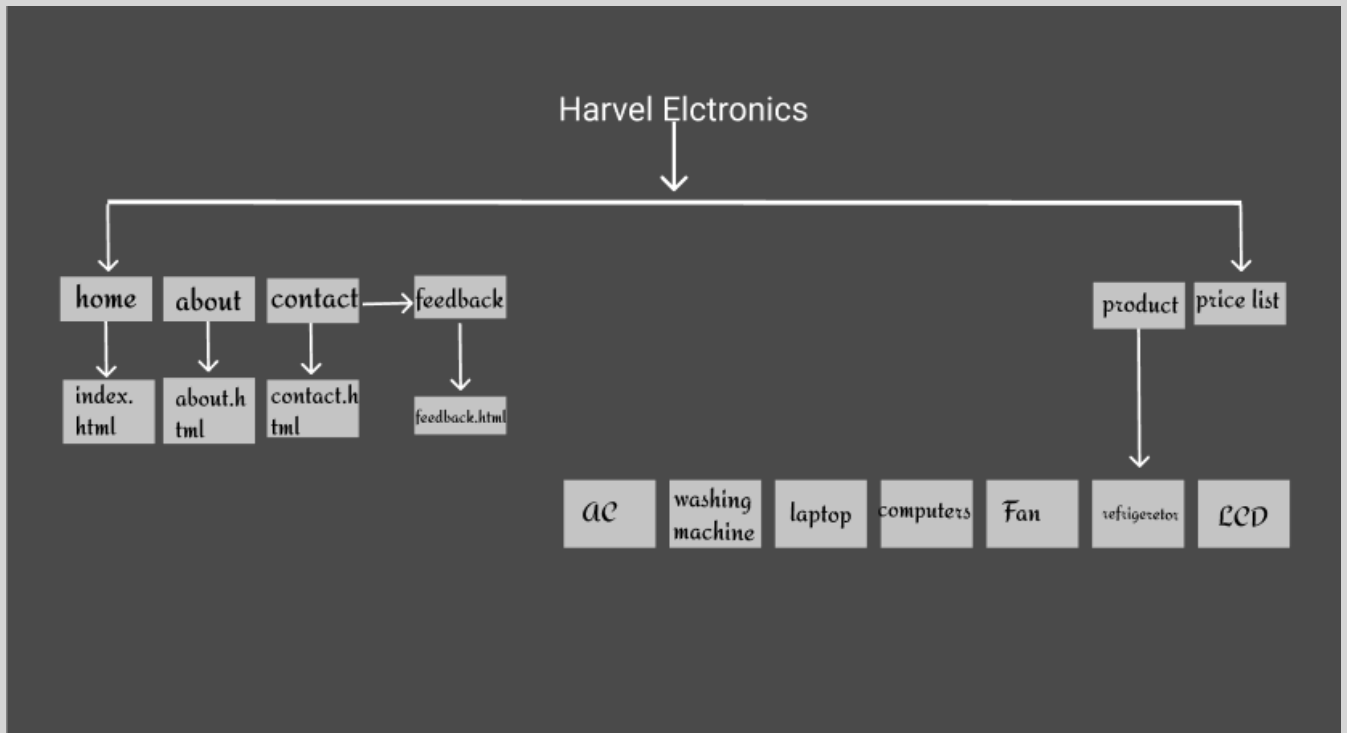 Harvel Elctronics
home
about
contact
feedback
product
price list
index.
html
about.h
tml
contact.h
tml
feedback.html
AC
washing
machine
laptop
computers
Fan
refrigeretor
LCD